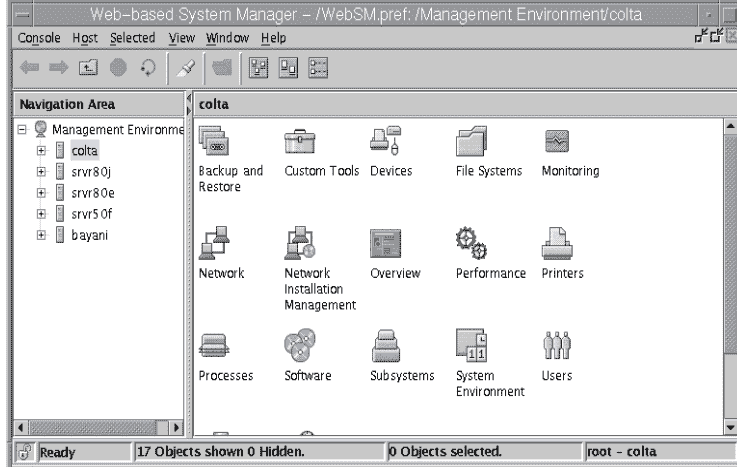 Web-based System Manager - /WebSM.pref: /Management Environment/colta
Console Host Selected View Window Help
Navigation Area
colta
Management Environme
colta
srvr80j
srvr80e
srvr50f
bayani
Backup and Restore
Custom Tools
Devices
File Systems
Monitoring
Network
Network Installation Management
Overview
Performance
Printers
Processes
Software
Subsystems
System Environment
Users
Ready
17 Objects shown 0 Hidden.
0 Objects selected.
root - colta